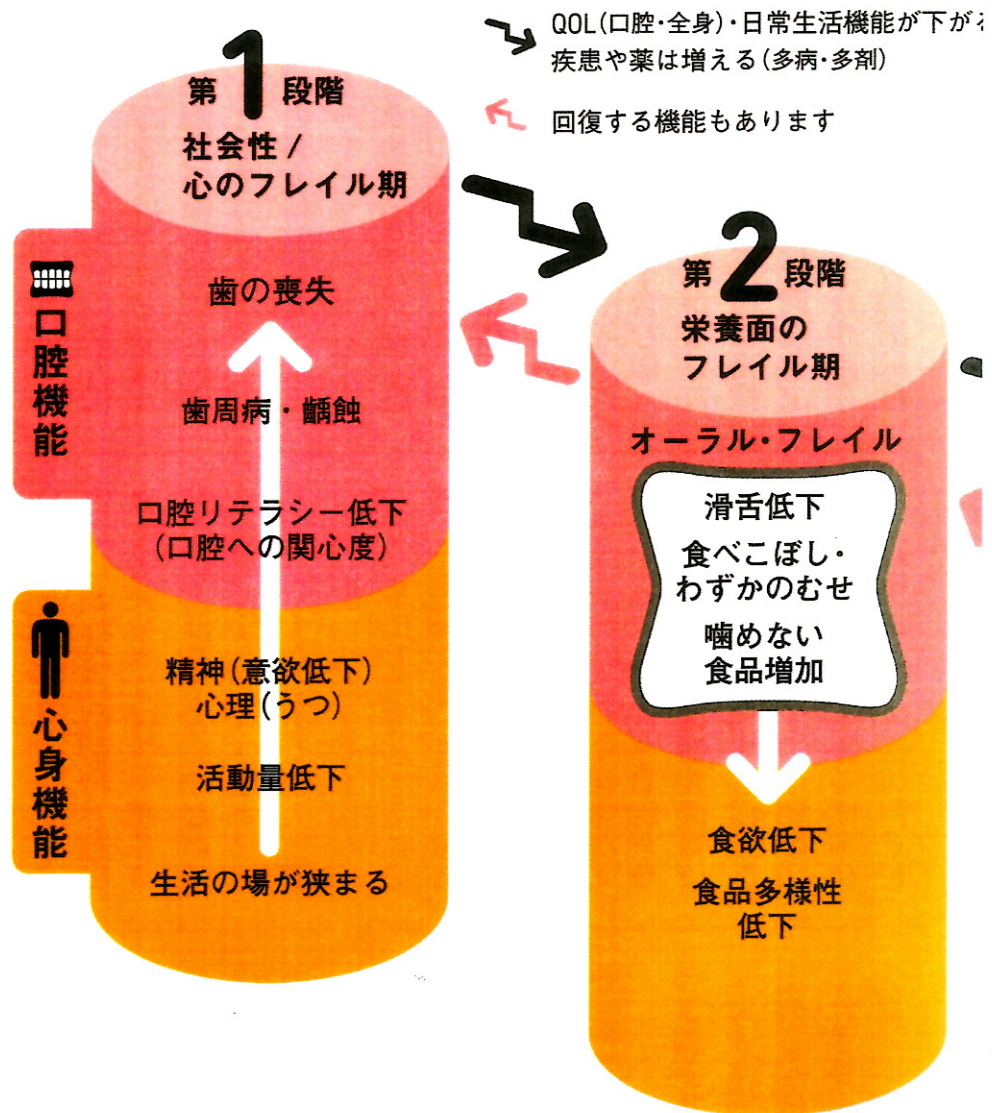 QOL(口腔・全身)・日常生活機能が下が
疾患や薬は増える(多病・多剤)
回復する機能もあります
第1段階
社会性/
心のフレイル期
口腔機能
歯の喪失
歯周病・齲蝕
口腔リテラシー低下
(口腔への関心度)
心身機能
精神(意欲低下)
心理(うつ)
活動量低下
生活の場が狭まる
第2段階
栄養面の
フレイル期
オーラル・フレイル
滑舌低下
食べこぼし・
わずかのむせ
噛めない
食品増加
食欲低下
食品多様性
低下